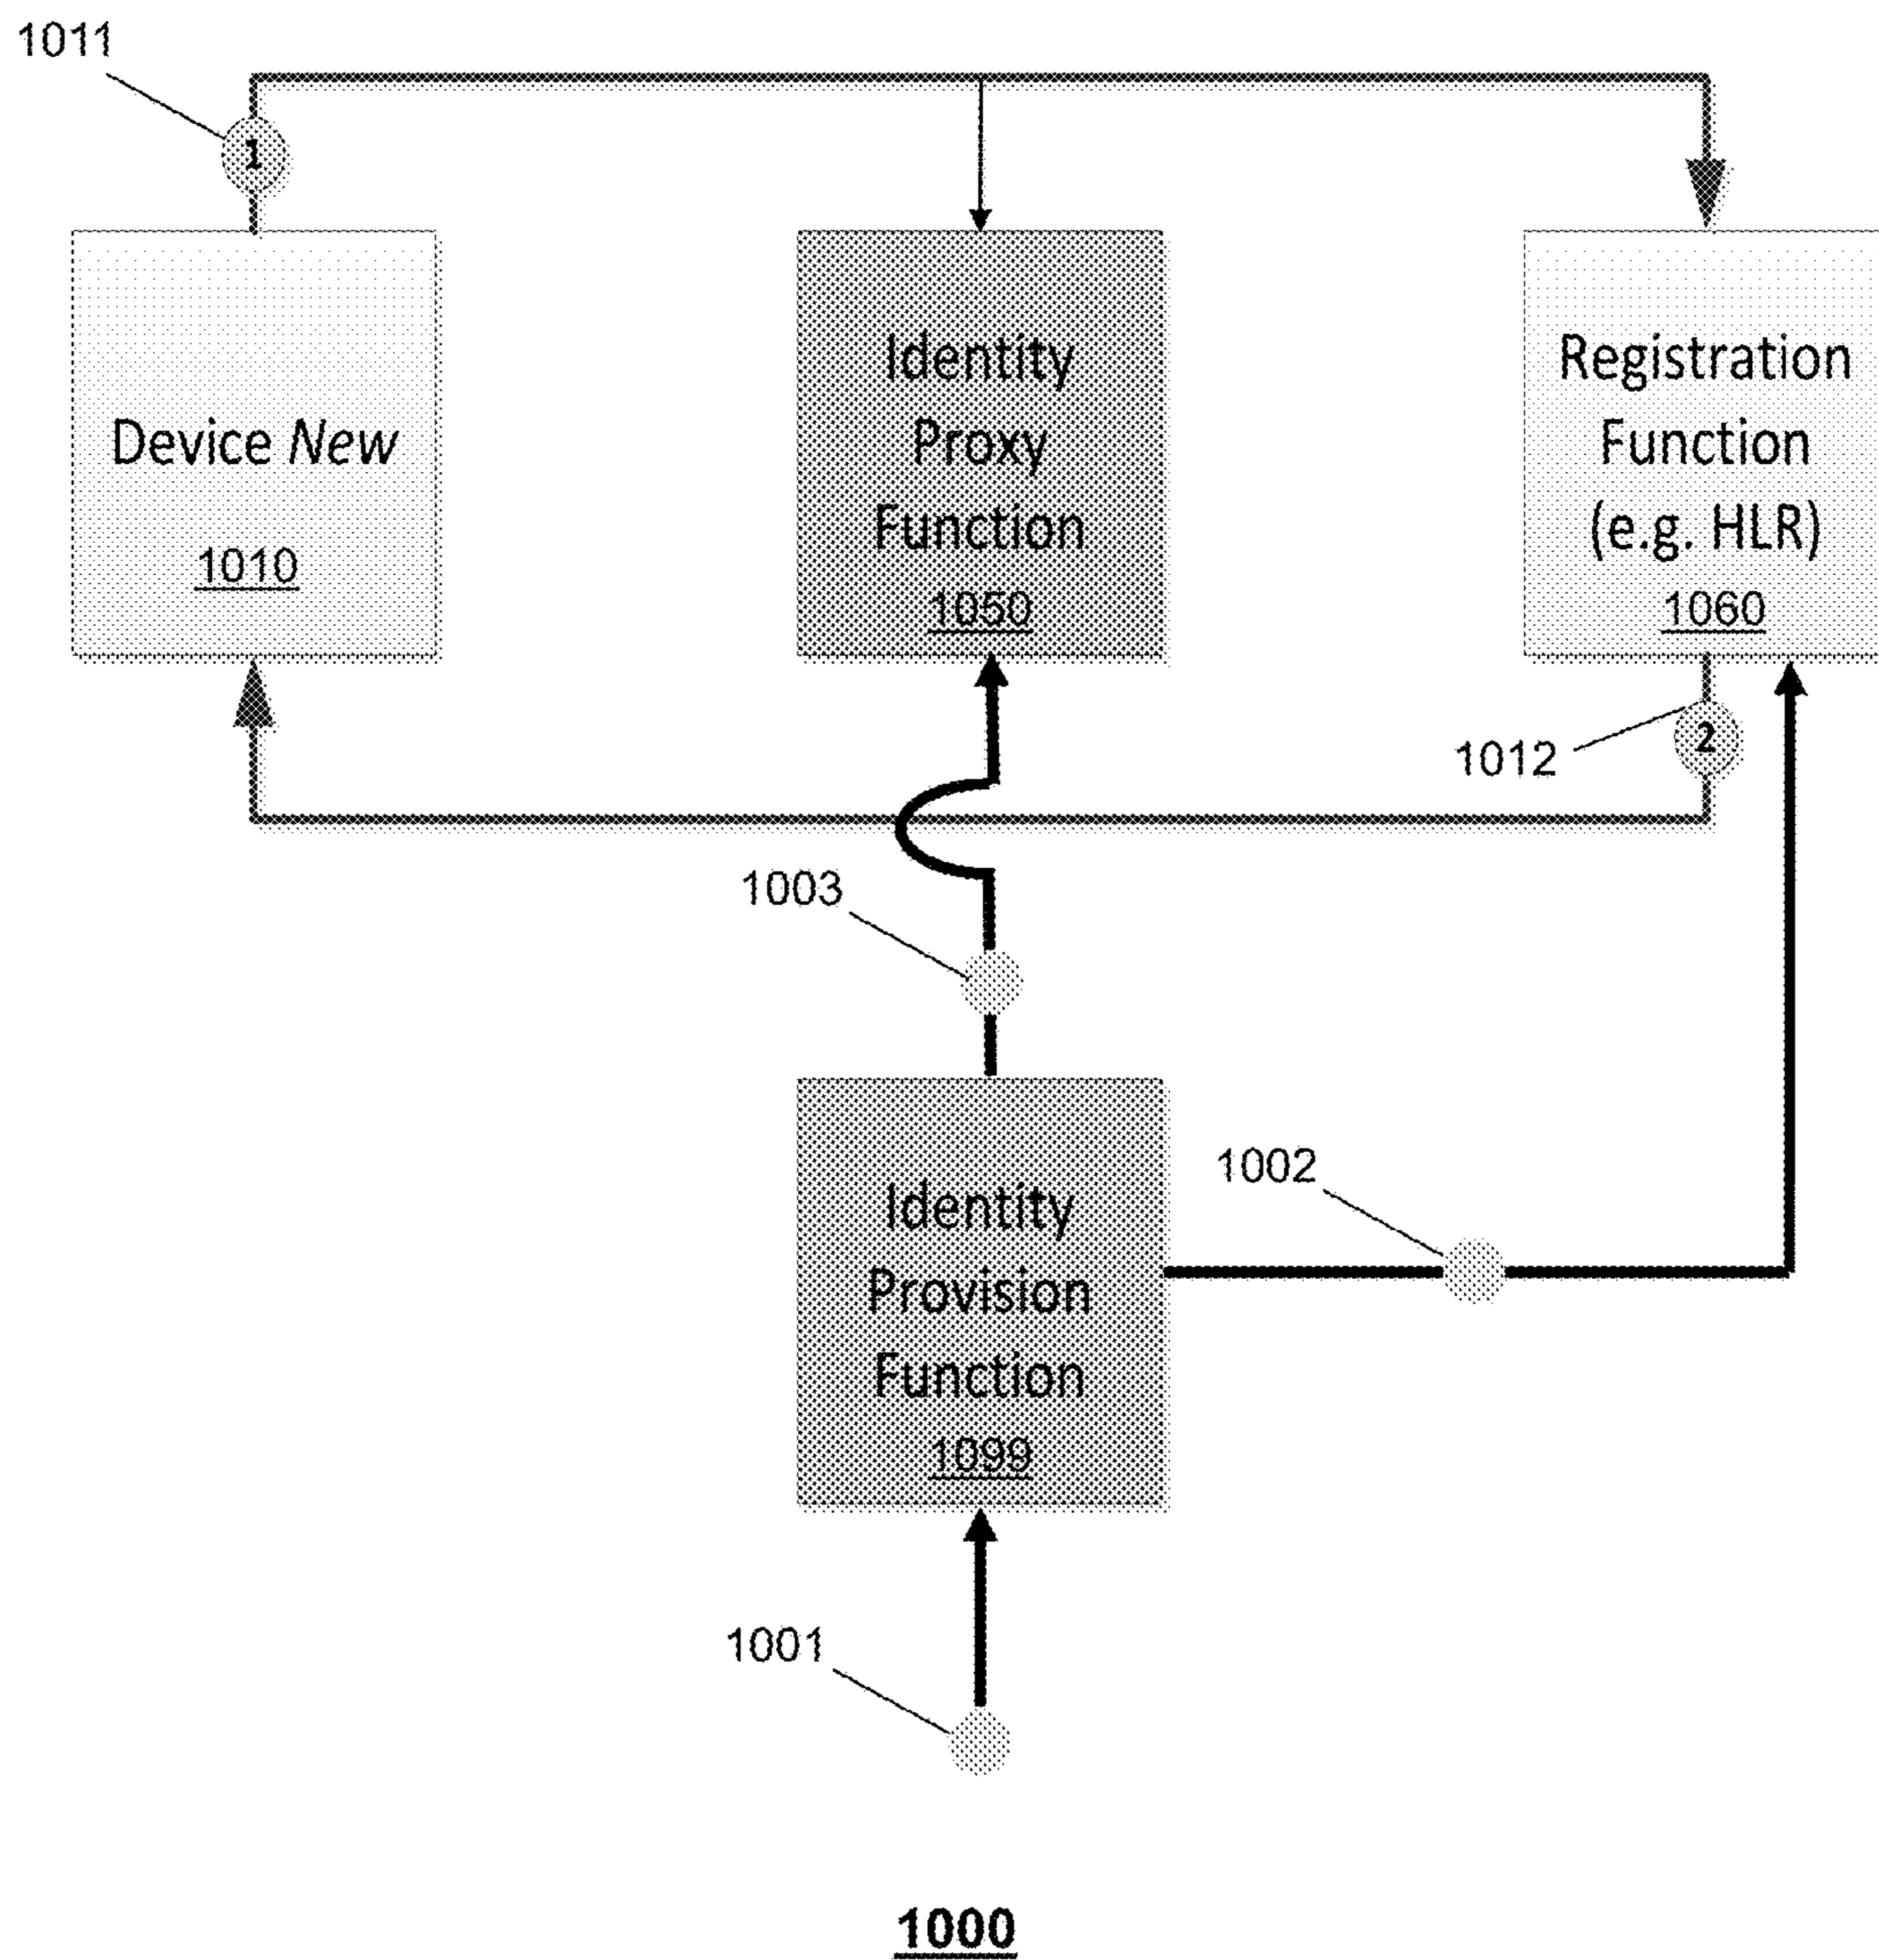 1011
1
Device New
1010
Identity
Proxy
Function
1050
Registration
Function
(e.g. HLR)
1060
2
1012
1003
1002
Identity
Provision
Function
1099
1001
1000